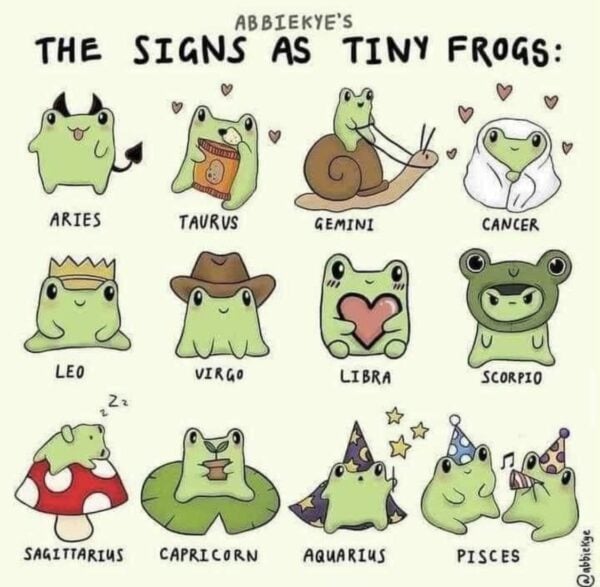 ABBIEKYE'S
THE SIGNS AS TINY FROGS:
ARIES TAURUS GEMINI CANCER
LEO VIRGO LIBRA SCORPIO
Zzz
SAGITTARIUS CAPRICORN AQUARIUS PISCES
@abbiekye